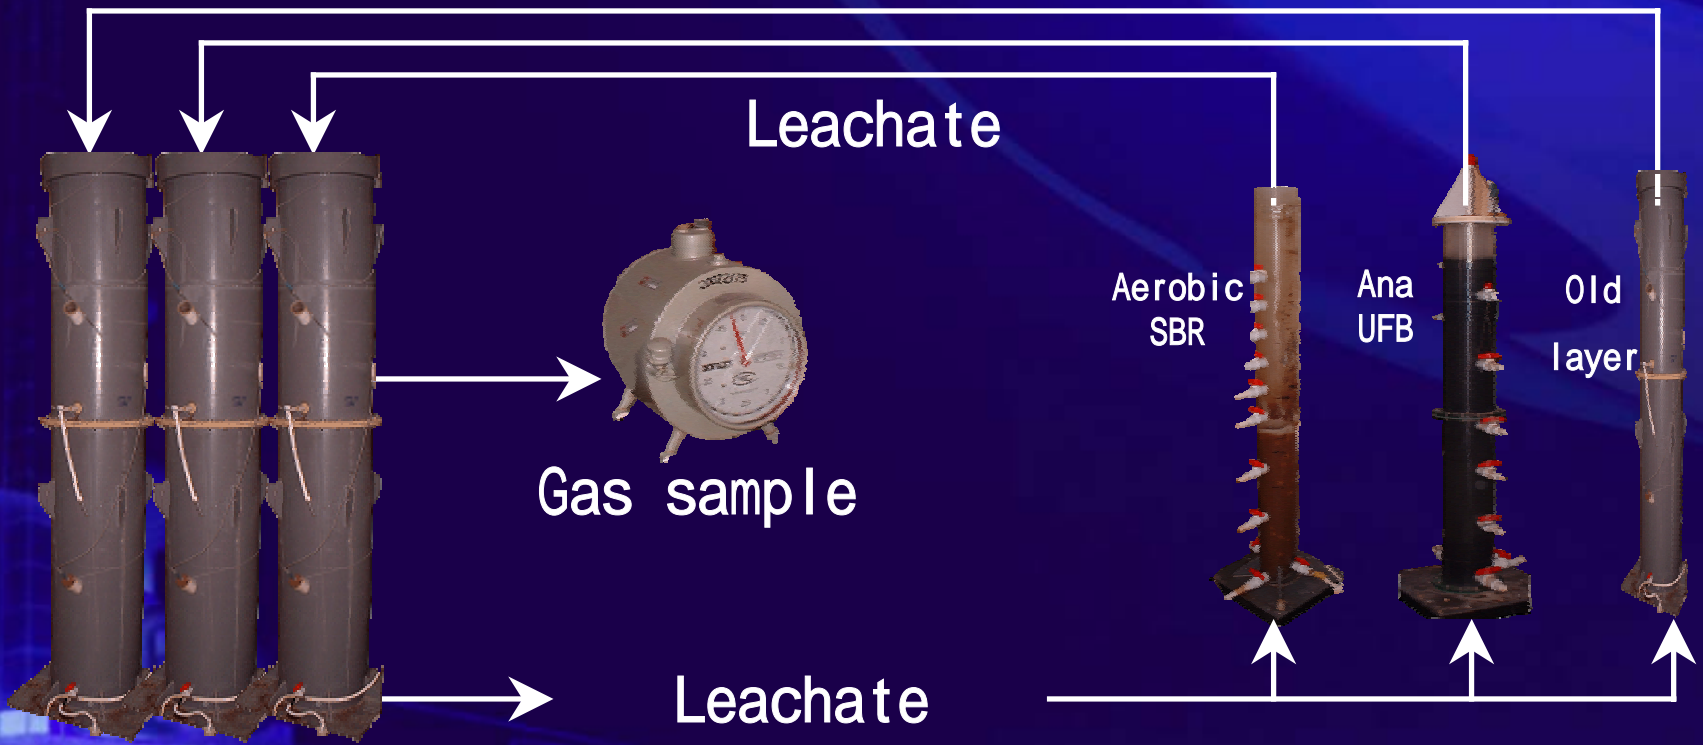 Leachate
Aerobic
SBR
Ana
UFB
Old
layer
Gas sample
Leachate